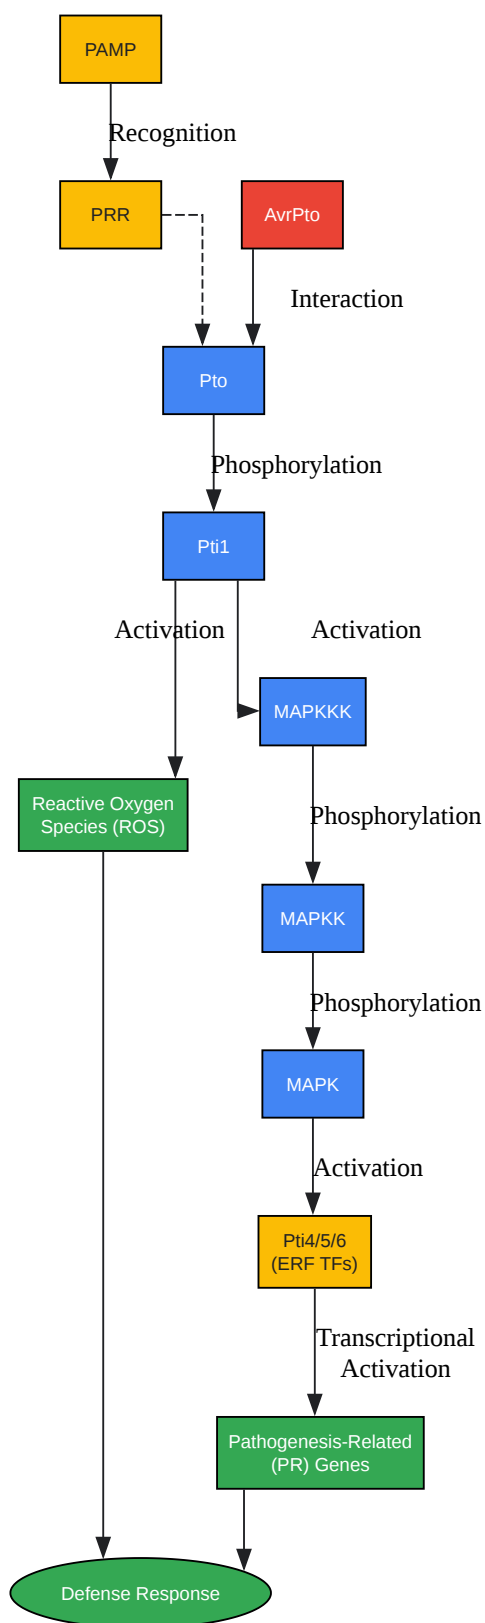 PAMP
Recognition
PRR
AvrPto
Interaction
Pto
Phosphorylation
Pti1
Activation
Activation
MAPKKK
Reactive Oxygen
Species (ROS)
Phosphorylation
MAPKK
Phosphorylation
MAPK
Activation
Pti4/5/6
(ERF TFs)
Transcriptional
Activation
Pathogenesis-Related
(PR) Genes
Defense Response